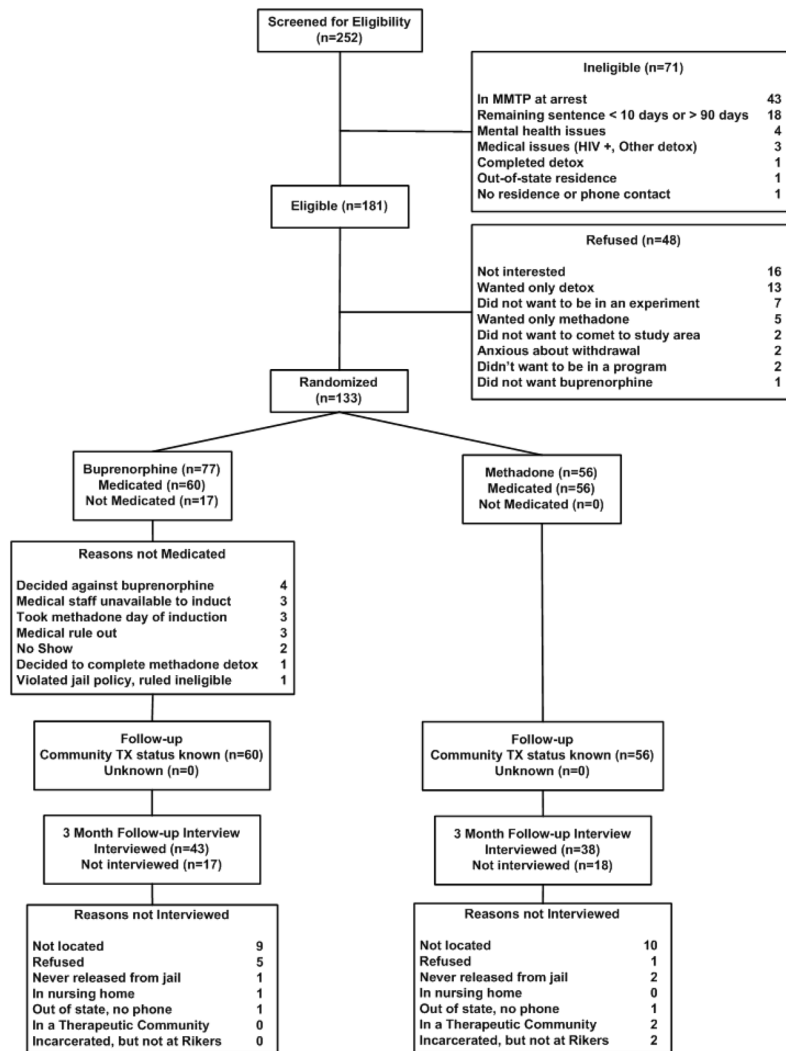 Screened for Eligibility
(n=252)
Ineligible (n=71)
In MMTP at arrest 43
Remaining sentence < 10 days or > 90 days 18
Mental health issues 4
Medical issues (HIV +, Other detox) 3
Completed detox 1
Out-of-state residence 1
No residence or phone contact 1
Eligible (n=181)
Refused (n=48)
Not interested 16
Wanted only detox 13
Did not want to be in an experiment 7
Wanted only methadone 5
Did not want to comet to study area 2
Anxious about withdrawal 2
Didn't want to be in a program 2
Did not want buprenorphine 1
Randomized
(n=133)
Buprenorphine (n=77)
Medicated (n=60)
Not Medicated (n=17)
Methadone (n=56)
Medicated (n=56)
Not Medicated (n=0)
Reasons not Medicated
Decided against buprenorphine 4
Medical staff unavailable to induct 3
Took methadone day of induction 3
Medical rule out 3
No Show 2
Decided to complete methadone detox 1
Violated jail policy, ruled ineligible 1
Follow-up
Community TX status known (n=60)
Unknown (n=0)
Follow-up
Community TX status known (n=56)
Unknown (n=0)
3 Month Follow-up Interview
Interviewed (n=43)
Not interviewed (n=17)
3 Month Follow-up Interview
Interviewed (n=38)
Not interviewed (n=18)
Reasons not Interviewed
Not located 9
Refused 5
Never released from jail 1
In nursing home 1
Out of state, no phone 1
In a Therapeutic Community 0
Incarcerated, but not at Rikers 0
Reasons not Interviewed
Not located 10
Refused 1
Never released from jail 2
In nursing home 0
Out of state, no phone 1
In a Therapeutic Community 2
Incarcerated, but not at Rikers 2